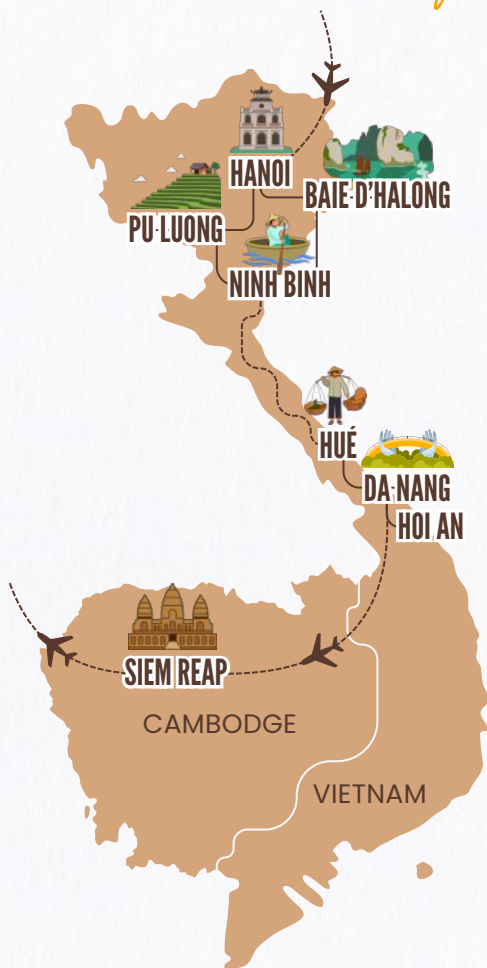 HANOI
BAIE D'HALONG
PU LUONG
NINH BINH
HUÉ
DA NANG
HOI AN
SIEM REAP
CAMBODGE
VIETNAM